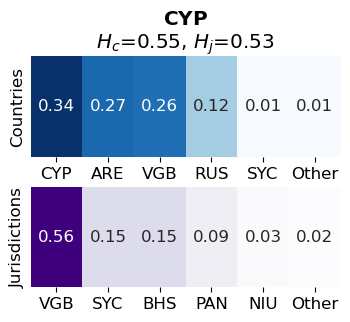 CYP
H_c=0.55, H_j=0.53
Countries
0.34 0.27 0.26 0.12 0.01 0.01
CYP ARE VGB RUS SYC Other
Jurisdictions
0.56 0.15 0.15 0.09 0.03 0.02
VGB SYC BHS PAN NIU Other